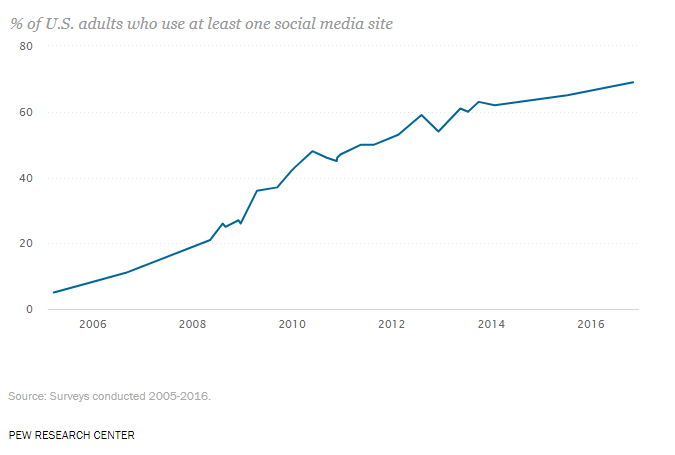 % of U.S. adults who use at least one social media site
80
60
40
20
0
2006 2008 2010 2012 2014 2016
Source: Surveys conducted 2005-2016.
PEW RESEARCH CENTER